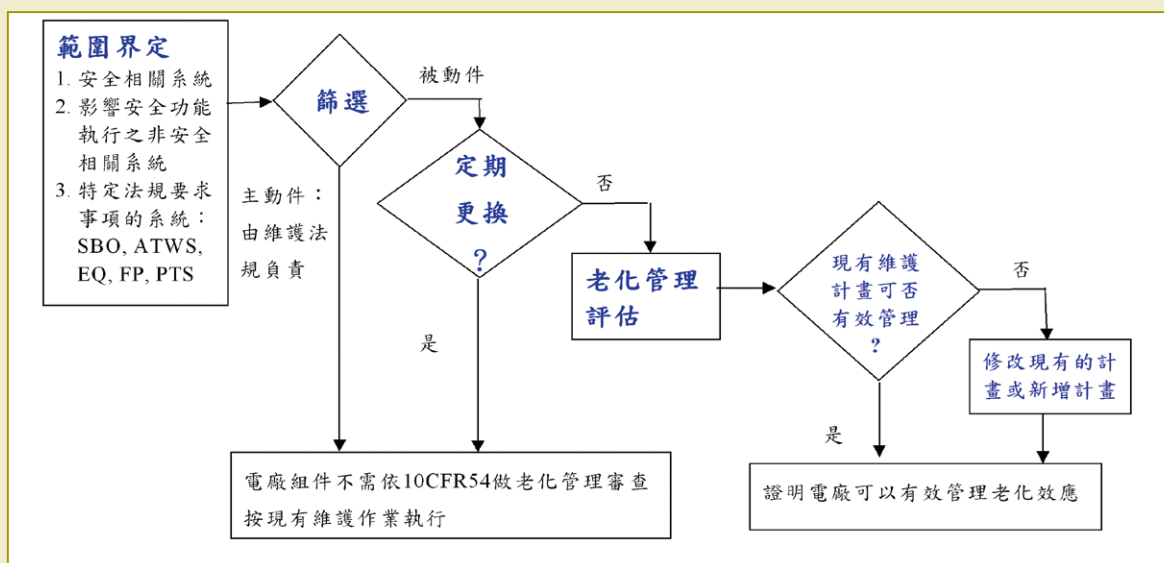 範圍界定
1. 安全相關系統
2. 影響安全功能
執行之非安全
相關系統
3. 特定法規要求
事項的系統：
SBO, ATWS,
EQ, FP, PTS
篩選
被動件
主動件：
由維護法
規負責
定期
更換
？
否
是
老化管理
評估
現有維護
計畫可否
有效管理
？
否
是
修改現有的計
畫或新增計畫
電廠組件不需依10CFR54做老化管理審查
按現有維護作業執行
證明電廠可以有效管理老化效應